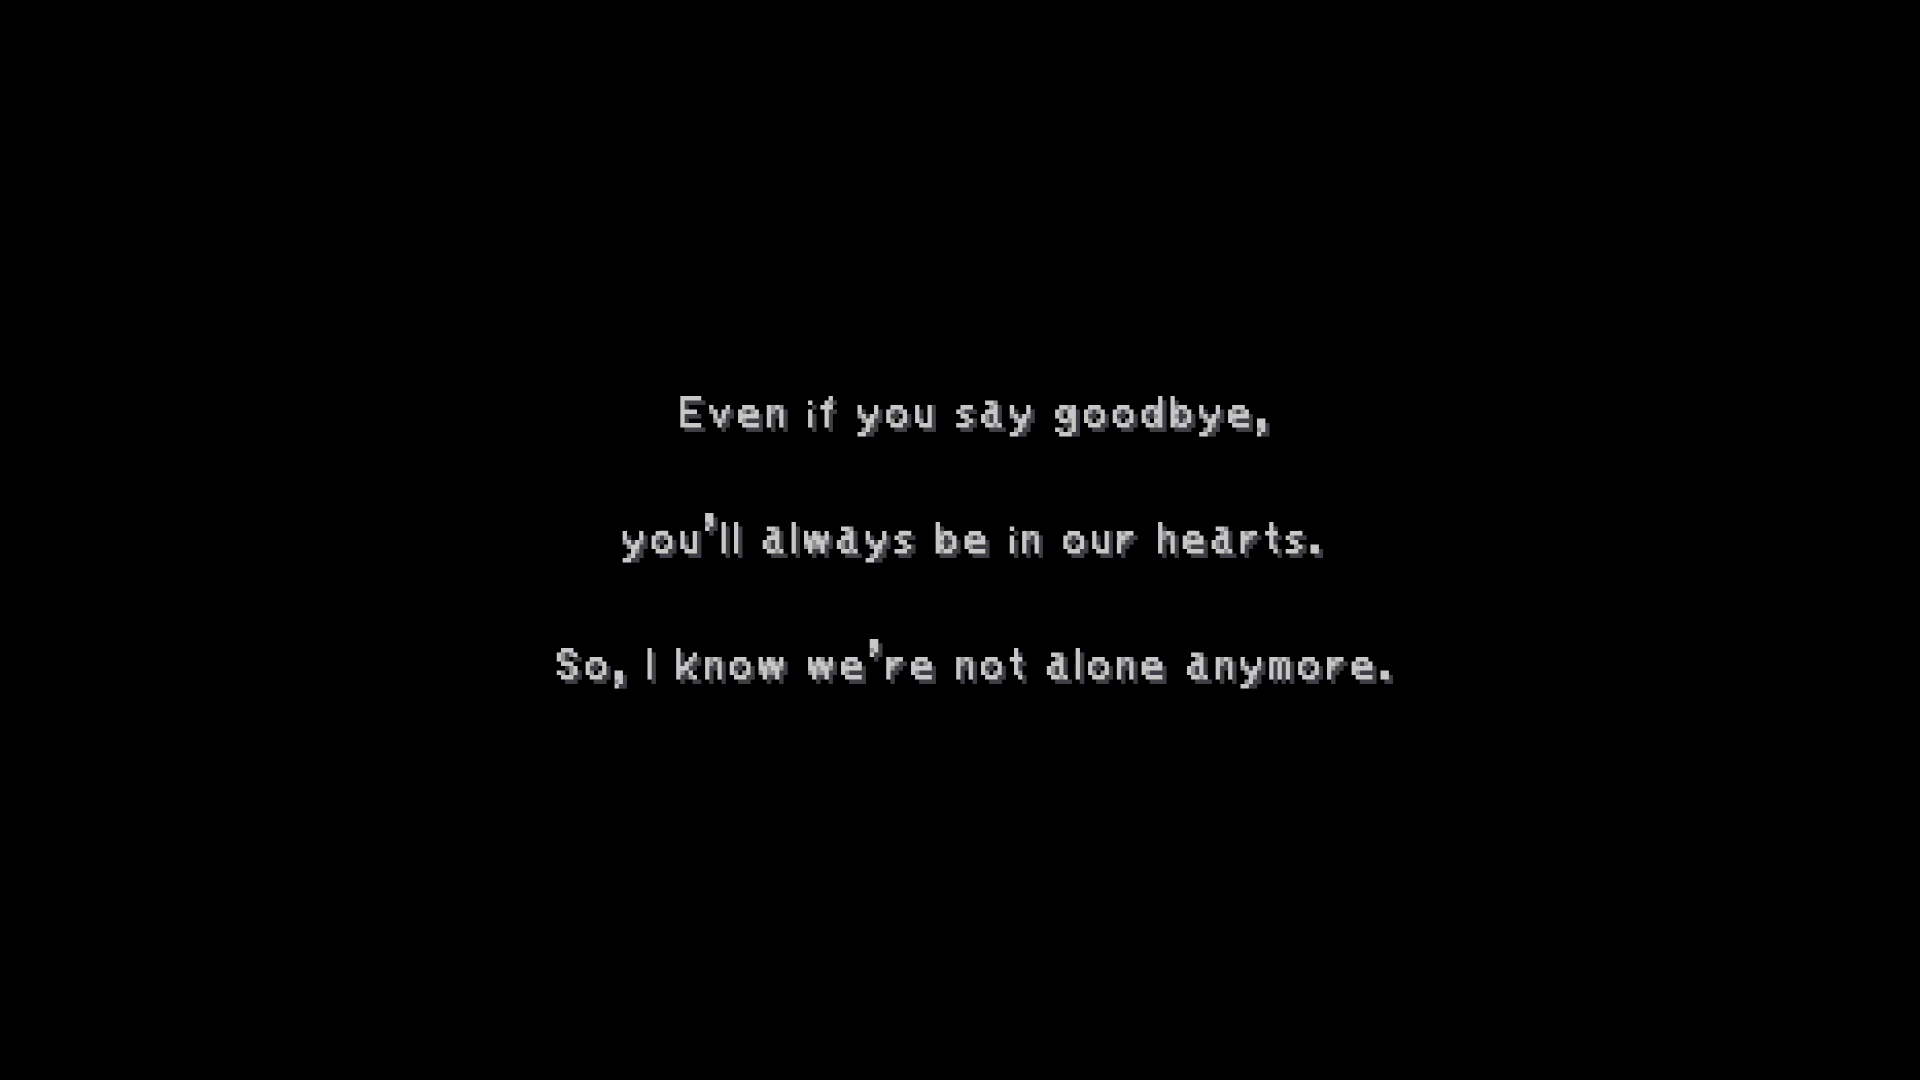 Even if you say goodbye,
you'll always be in our hearts.
So, I know we're not alone anymore.